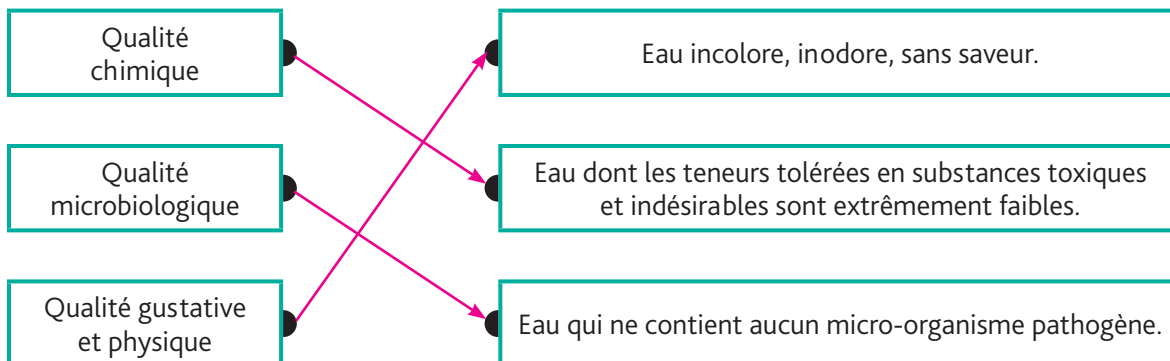 Qualité
chimique
Eau incolore, inodore, sans saveur.
Qualité
microbiologique
Eau dont les teneurs tolérées en substances toxiques
et indésirables sont extrêmement faibles.
Qualité gustative
et physique
Eau qui ne contient aucun micro-organisme pathogène.